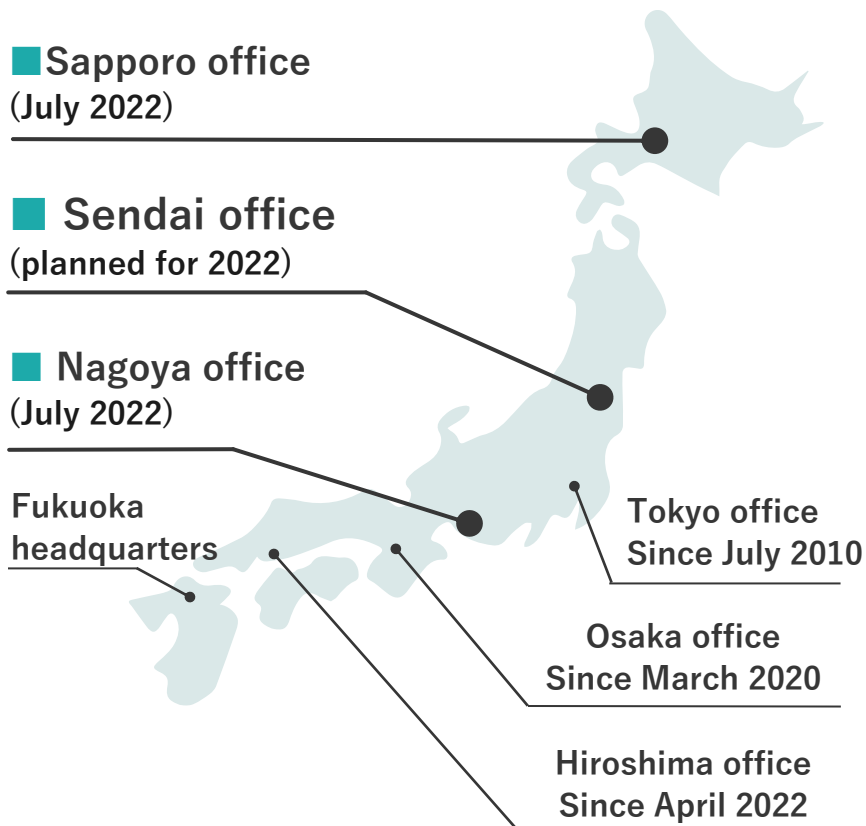 ■Sapporo office
(July 2022)
■ Sendai office
(planned for 2022)
■ Nagoya office
(July 2022)
Fukuoka
headquarters
Tokyo office
Since July 2010
Osaka office
Since March 2020
Hiroshima office
Since April 2022